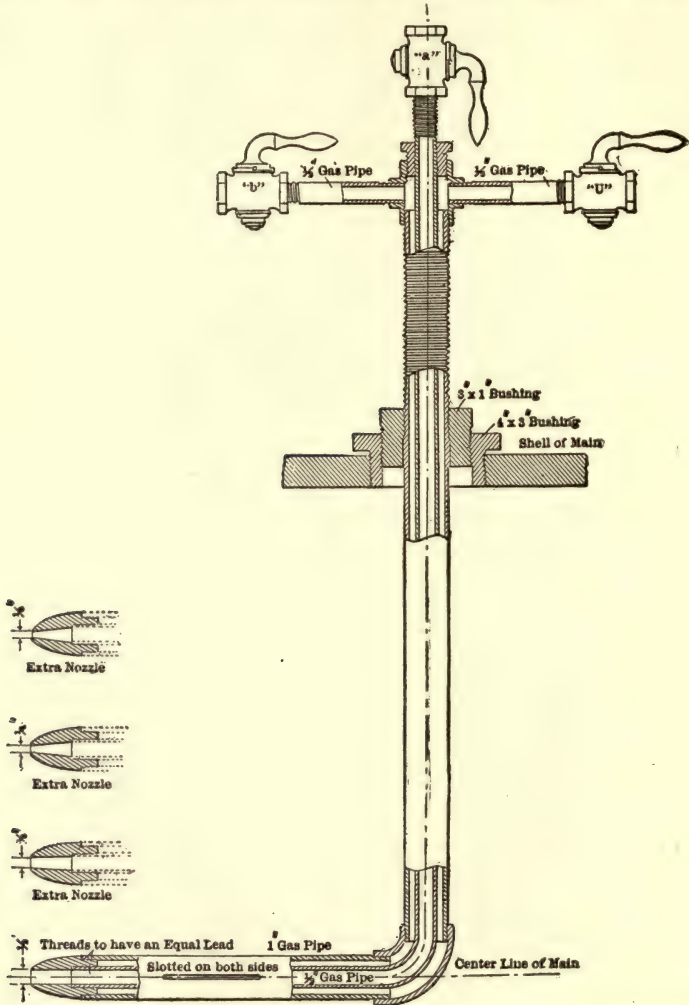 "a"
½" Gas Pipe
½" Gas Pipe
"b"
"U"
3" x 1" Bushing
4" x 3" Bushing
Shell of Main
Extra Nozzle
Extra Nozzle
Extra Nozzle
Threads to have an Equal Lead
1" Gas Pipe
Slotted on both sides
½" Gas Pipe
Center Line of Main